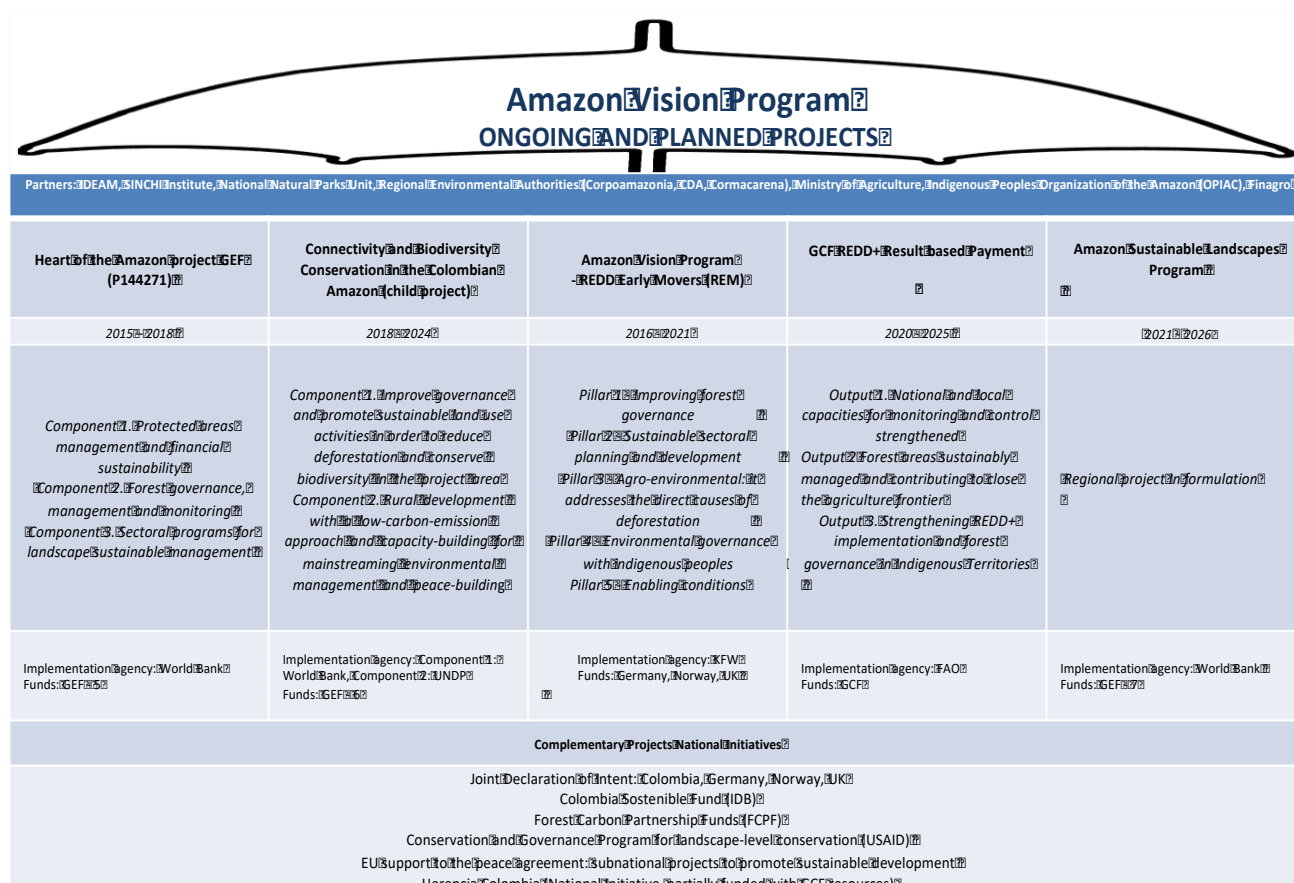 Amazon Vision Program
ONGOING AND PLANNED PROJECTS
Partners: IDEAM, SINCHI Institute, National Natural Parks Unit, Regional Environmental Authorities (Corpoamazonia, CDA, Cormacarena), Ministry of Agriculture, Indigenous Peoples Organization of the Amazon (OPIAC), Finagro
Heart of the Amazon project GEF
(P144271)
Connectivity and Biodiversity
Conservation in the Colombian
Amazon (child project)
Amazon Vision Program
- REDD Early Movers (REM)
GCF REDD+ Result based Payment
Amazon Sustainable Landscapes
Program
2015 – 2018
2018 - 2024
2016 - 2021
2020 - 2025
2021 - 2026
Component 1. Protected areas
management and financial
sustainability
Component 2. Forest governance,
management and monitoring
Component 3. Sectoral programs for
landscape sustainable management
Component 1. Improve governance
and promote sustainable land use
activities in order to reduce
deforestation and conserve
biodiversity in the project area
Component 2. Rural development
with a low-carbon-emission
approach and capacity-building for
mainstreaming environmental
management and peace-building
Pillar 1 - Improving forest
governance
Pillar 2 - Sustainable sectoral
planning and development
Pillar 3 - Agro-environmental: it
addresses the direct causes of
deforestation
Pillar 4 - Environmental governance
with indigenous peoples
Pillar 5 - Enabling conditions
Output 1. National and local
capacities for monitoring and control
strengthened
Output 2 Forest areas sustainably
managed and contributing to close
the agriculture frontier
Output 3. Strengthening REDD+
implementation and forest
governance in Indigenous Territories
Regional project in formulation
Implementation agency: World Bank
Funds: GEF - 5
Implementation agency: Component 1:
World Bank, Component 2: UNDP
Funds: GEF - 6
Implementation agency: KFW
Funds: Germany, Norway, UK
Implementation agency: FAO
Funds: GCF
Implementation agency: World Bank
Funds: GEF - 7
Complementary Projects National Initiatives
Joint Declaration of Intent: Colombia, Germany, Norway, UK
Colombia Sostenible Fund (IDB)
Forest Carbon Partnership Funds (FCPF)
Conservation and Governance Program for landscape-level conservation (USAID)
EU support to the peace agreement: subnational projects to promote sustainable development
Herencia Colombia (National Initiative partially funded with GCF resources)